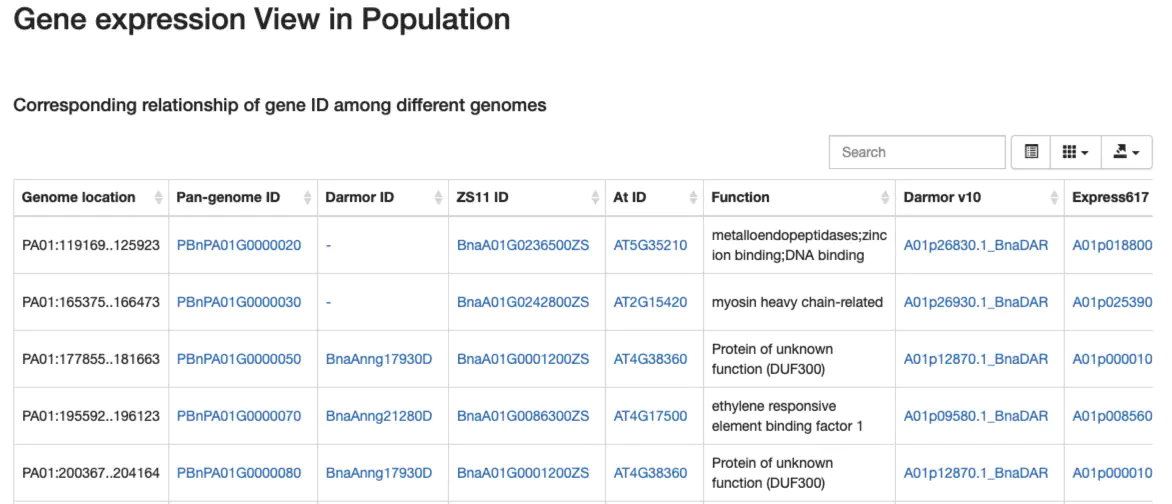 Gene expression View in Population
Corresponding relationship of gene ID among different genomes
Search
Genome location Pan-genome ID Darmor ID ZS11 ID At ID Function Darmor v10 Express617
PA01:119169..125923 PBnPA01G0000020 - BnaA01G0236500ZS AT5G35210 metalloendopeptidases;zinc A01p26830.1_BnaDAR A01p018800
ion binding;DNA binding
PA01:165375..166473 PBnPA01G0000030 - BnaA01G0242800ZS AT2G15420 myosin heavy chain-related A01p26930.1_BnaDAR A01p025390
PA01:177855..181663 PBnPA01G0000050 BnaAnng17930D BnaA01G0001200ZS AT4G38360 Protein of unknown A01p12870.1_BnaDAR A01p000010
function (DUF300)
PA01:195592..196123 PBnPA01G0000070 BnaAnng21280D BnaA01G0086300ZS AT4G17500 ethylene responsive A01p09580.1_BnaDAR A01p008560
element binding factor 1
PA01:200367..204164 PBnPA01G0000080 BnaAnng17930D BnaA01G0001200ZS AT4G38360 Protein of unknown A01p12870.1_BnaDAR A01p000010
function (DUF300)